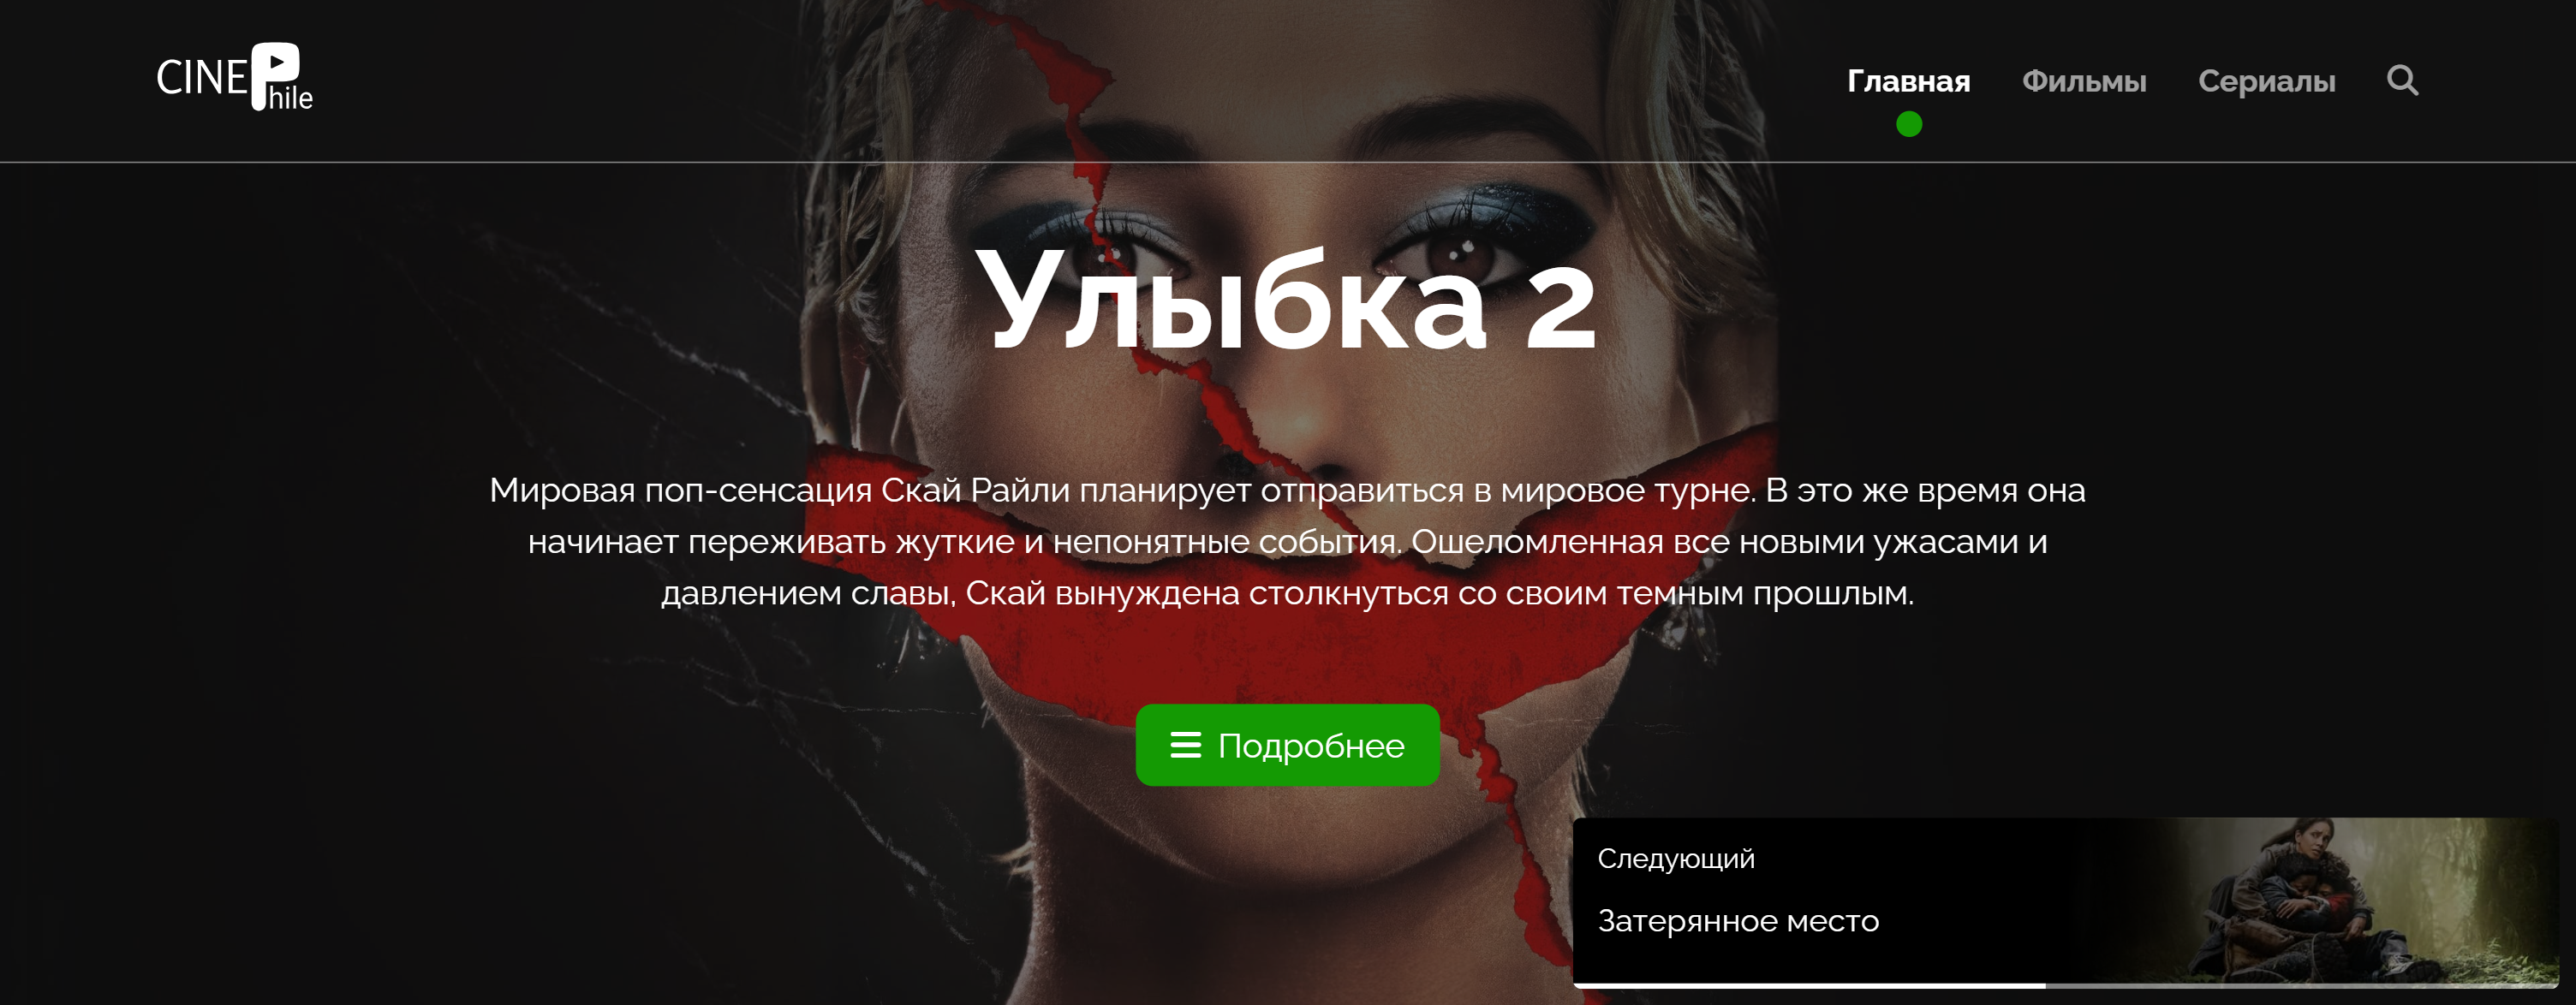 CINEPhile
Главная Фильмы Сериалы
Улыбка 2
Мировая поп-сенсация Скай Райли планирует отправиться в мировое турне. В это же время она
начинает переживать жуткие и непонятные события. Ошеломленная все новыми ужасами и
давлением славы, Скай вынуждена столкнуться со своим темным прошлым.
Подробнее
Следующий
Затерянное место